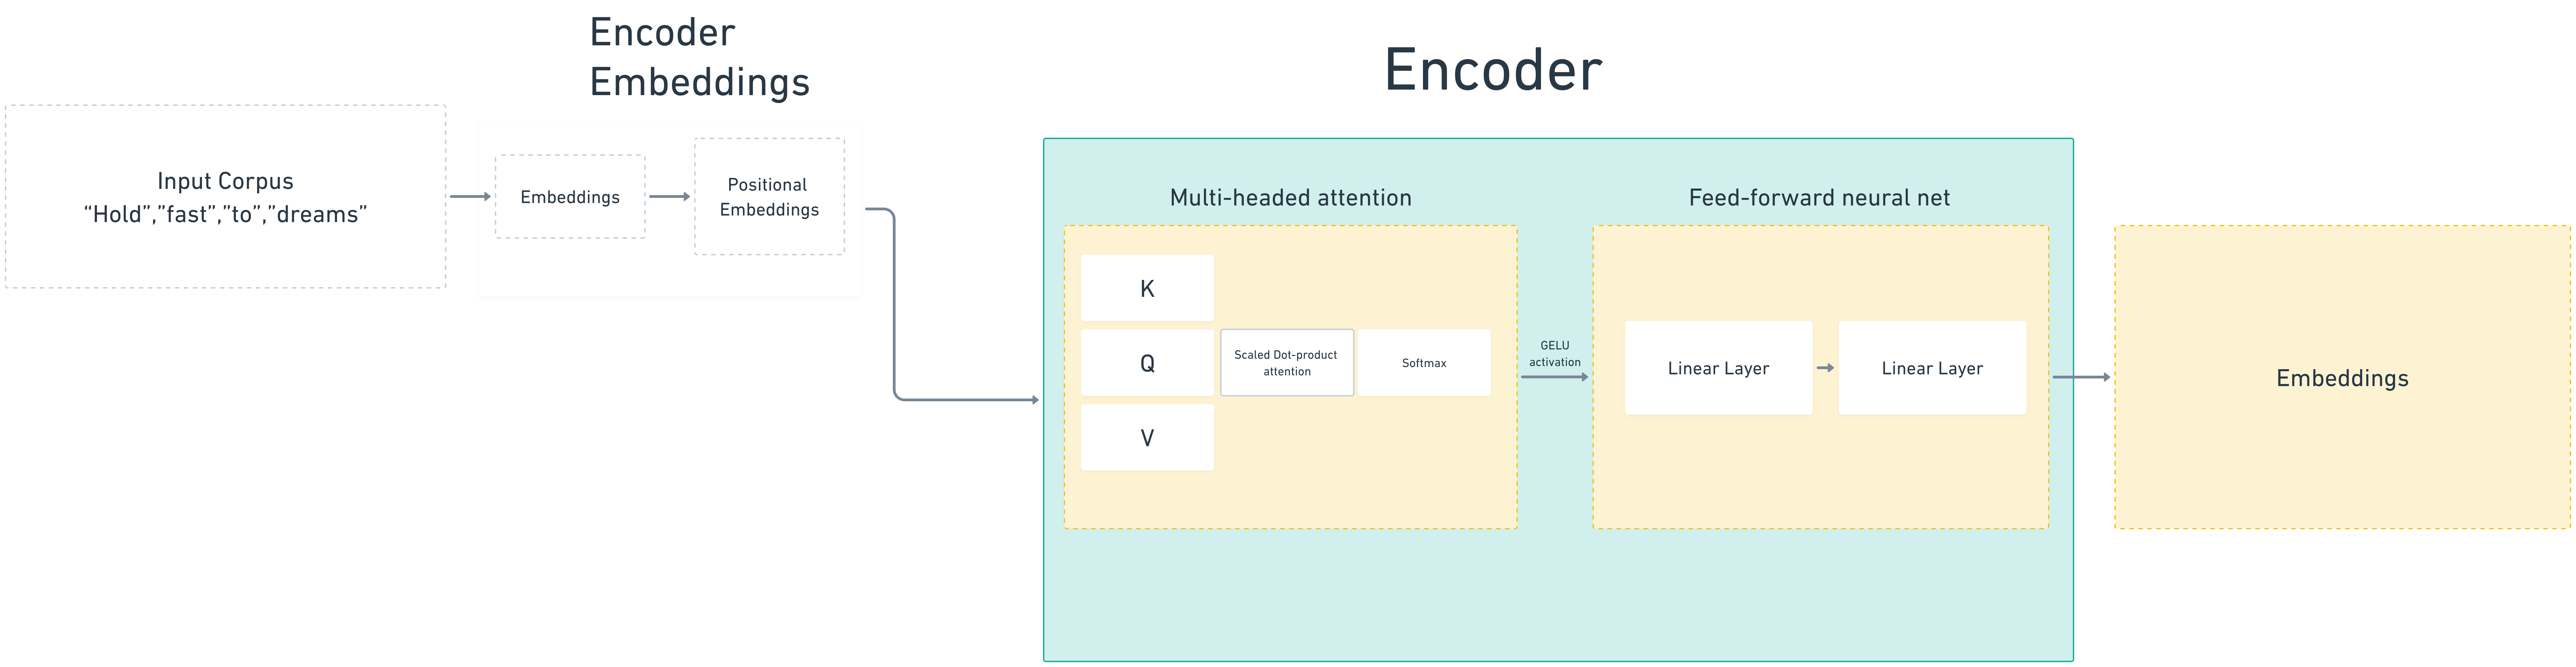 Encoder
Embeddings
Encoder
Input Corpus
“Hold”,”fast”,”to”,”dreams”
Embeddings
Positional
Embeddings
Multi-headed attention
K
Q
V
Scaled Dot-product
attention
Softmax
GELU
activation
Feed-forward neural net
Linear Layer
Linear Layer
Embeddings